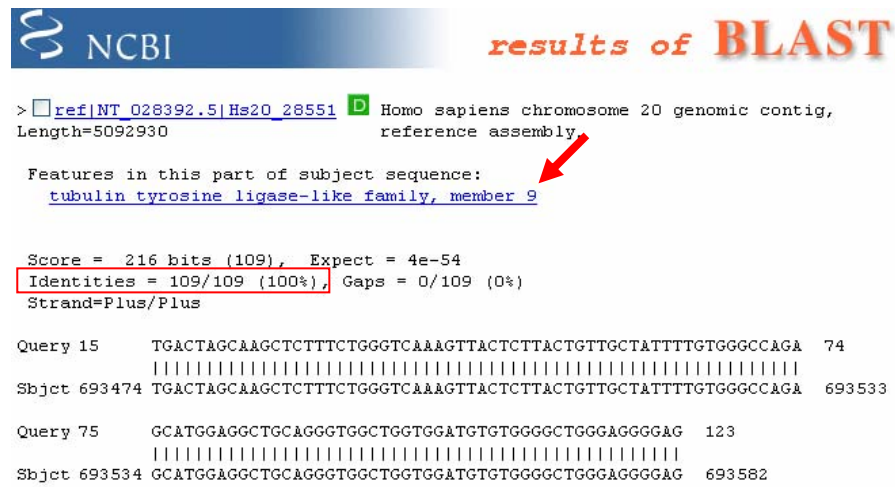 NCBI results of BLAST
> ref|NT_028392.5|Hs20_28551 D Homo sapiens chromosome 20 genomic contig,
Length=5092930 reference assembly.
Features in this part of subject sequence:
tubulin tyrosine ligase-like family, member 9
Score = 216 bits (109), Expect = 4e-54
Identities = 109/109 (100%), Gaps = 0/109 (0%)
Strand=Plus/Plus
Query 15 TGACTAGCAAGCTCTTTCTGGGTCAAAGTTACTCTTACTGTTGCTATTTTGTGGGCCAGA 74
||||||||||||||||||||||||||||||||||||||||||||||||||||||||||||
Sbjct 693474 TGACTAGCAAGCTCTTTCTGGGTCAAAGTTACTCTTACTGTTGCTATTTTGTGGGCCAGA 693533
Query 75 GCATGGAGGCTGCAGGGTGGCTGGTGGATGTGTGGGGCTGGGAGGGGAG 123
|||||||||||||||||||||||||||||||||||||||||||||||||
Sbjct 693534 GCATGGAGGCTGCAGGGTGGCTGGTGGATGTGTGGGGCTGGGAGGGGAG 693582